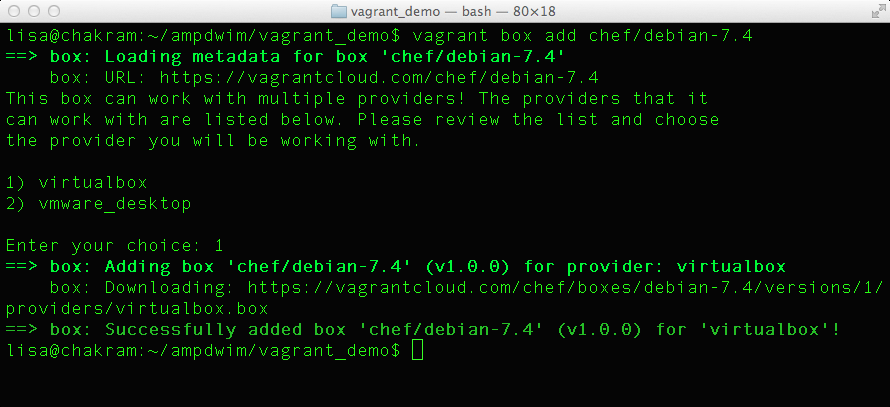 vagrant_demo — bash — 80×18
lisa@chakram:~/ampdwim/vagrant_demo$ vagrant box add chef/debian-7.4
==> box: Loading metadata for box 'chef/debian-7.4'
    box: URL: https://vagrantcloud.com/chef/debian-7.4
This box can work with multiple providers! The providers that it
can work with are listed below. Please review the list and choose
the provider you will be working with.

1) virtualbox
2) vmware_desktop

Enter your choice: 1
==> box: Adding box 'chef/debian-7.4' (v1.0.0) for provider: virtualbox
    box: Downloading: https://vagrantcloud.com/chef/boxes/debian-7.4/versions/1/
providers/virtualbox.box
==> box: Successfully added box 'chef/debian-7.4' (v1.0.0) for 'virtualbox'!
lisa@chakram:~/ampdwim/vagrant_demo$